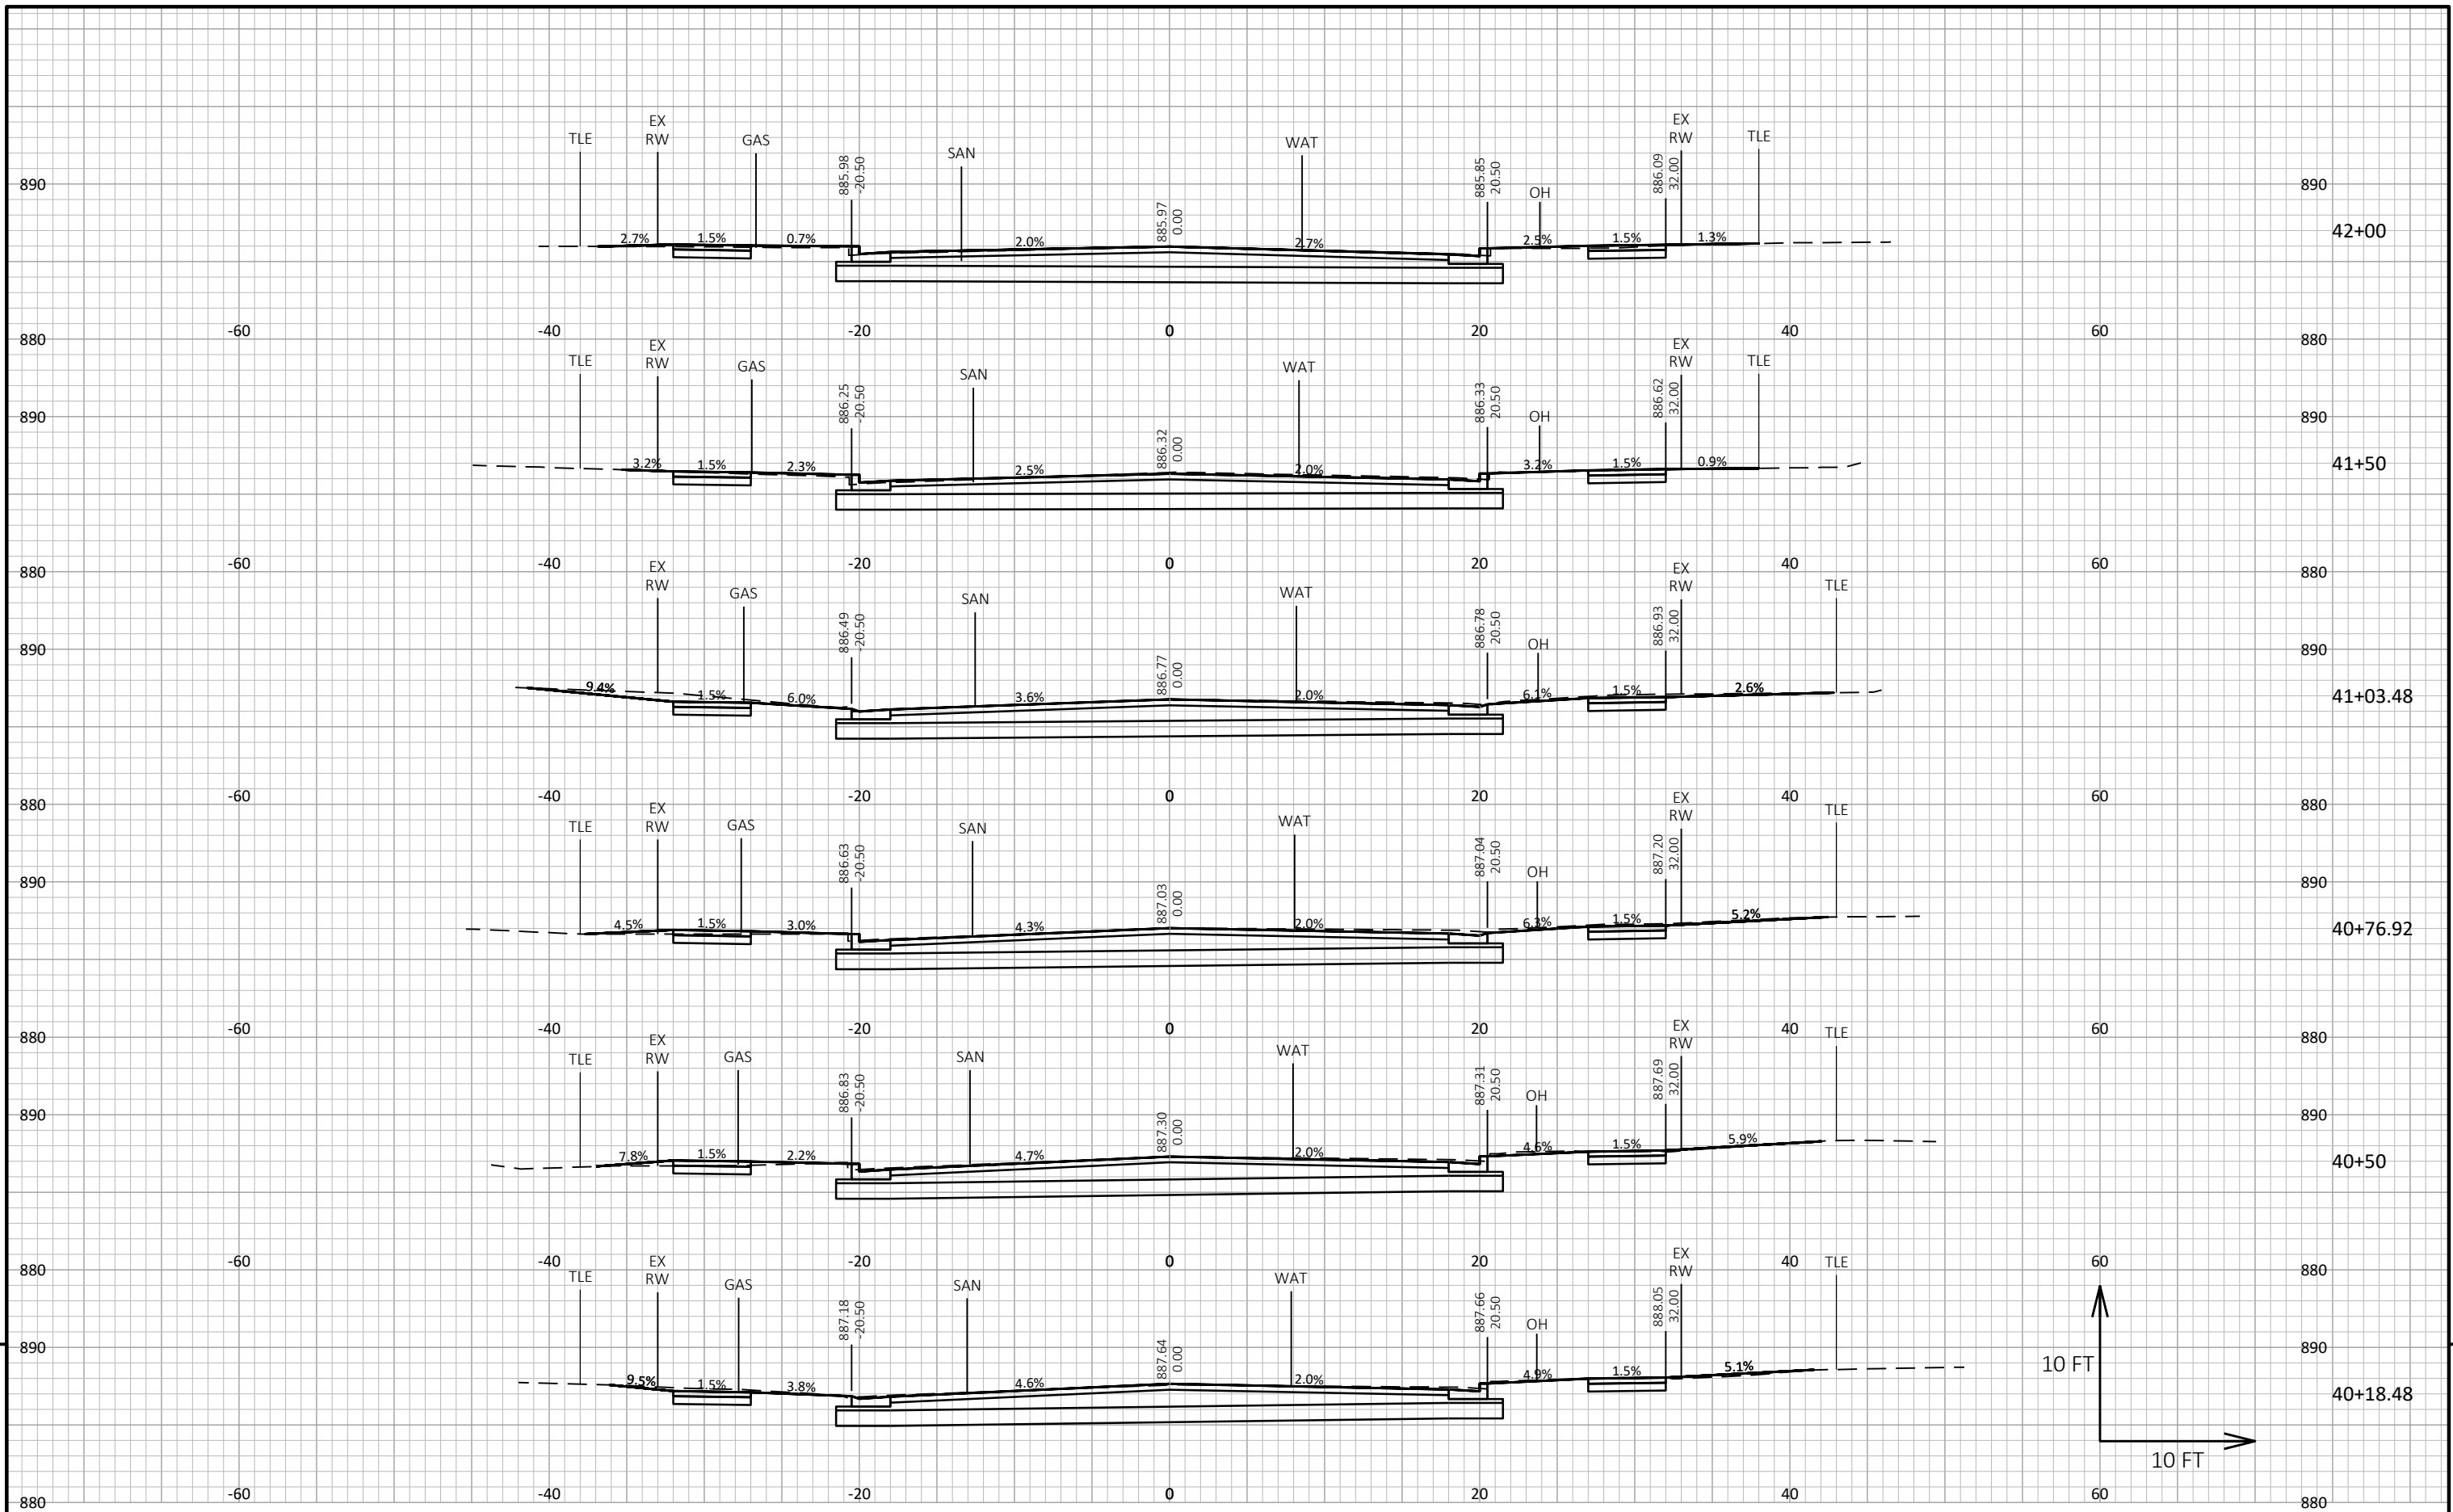 EX
RW
TLE
GAS
SAN
WAT
885.98
-20.50
885.97
0.00
885.85
20.50
OH
886.09
32.00
EX
RW
TLE
890
890
2.7%
1.5%
0.7%
2.0%
2.7%
2.5%
1.5%
1.3%
42+00
880
-60
-40
-20
0
20
40
60
880
EX
RW
TLE
GAS
SAN
WAT
886.25
-20.50
886.32
0.00
886.33
20.50
OH
886.62
32.00
EX
RW
TLE
890
890
3.2%
1.5%
2.3%
2.5%
2.0%
3.2%
1.5%
0.9%
41+50
880
-60
-40
-20
0
20
40
60
880
EX
RW
GAS
SAN
WAT
886.49
-20.50
886.77
0.00
886.78
20.50
OH
886.93
32.00
EX
RW
TLE
890
890
9.4%
1.5%
6.0%
3.6%
2.0%
6.1%
1.5%
2.6%
41+03.48
880
-60
-40
-20
0
20
40
60
880
EX
RW
TLE
GAS
SAN
WAT
886.63
-20.50
887.03
0.00
887.04
20.50
OH
887.20
32.00
EX
RW
TLE
890
890
4.5%
1.5%
3.0%
4.3%
2.0%
6.3%
1.5%
5.2%
40+76.92
880
-60
-40
-20
0
20
40
60
880
EX
RW
TLE
GAS
SAN
WAT
886.83
-20.50
887.30
0.00
887.31
20.50
OH
887.69
32.00
EX
RW
TLE
890
890
7.8%
1.5%
2.2%
4.7%
2.0%
4.6%
1.5%
5.9%
40+50
880
-60
-40
-20
0
20
40
60
880
EX
RW
TLE
GAS
SAN
WAT
887.18
-20.50
887.64
0.00
887.66
20.50
OH
888.05
32.00
EX
RW
TLE
890
890
9.5%
1.5%
3.8%
4.6%
2.0%
4.9%
1.5%
5.1%
40+18.48
10 FT
10 FT
880
-60
-40
-20
0
20
40
60
880